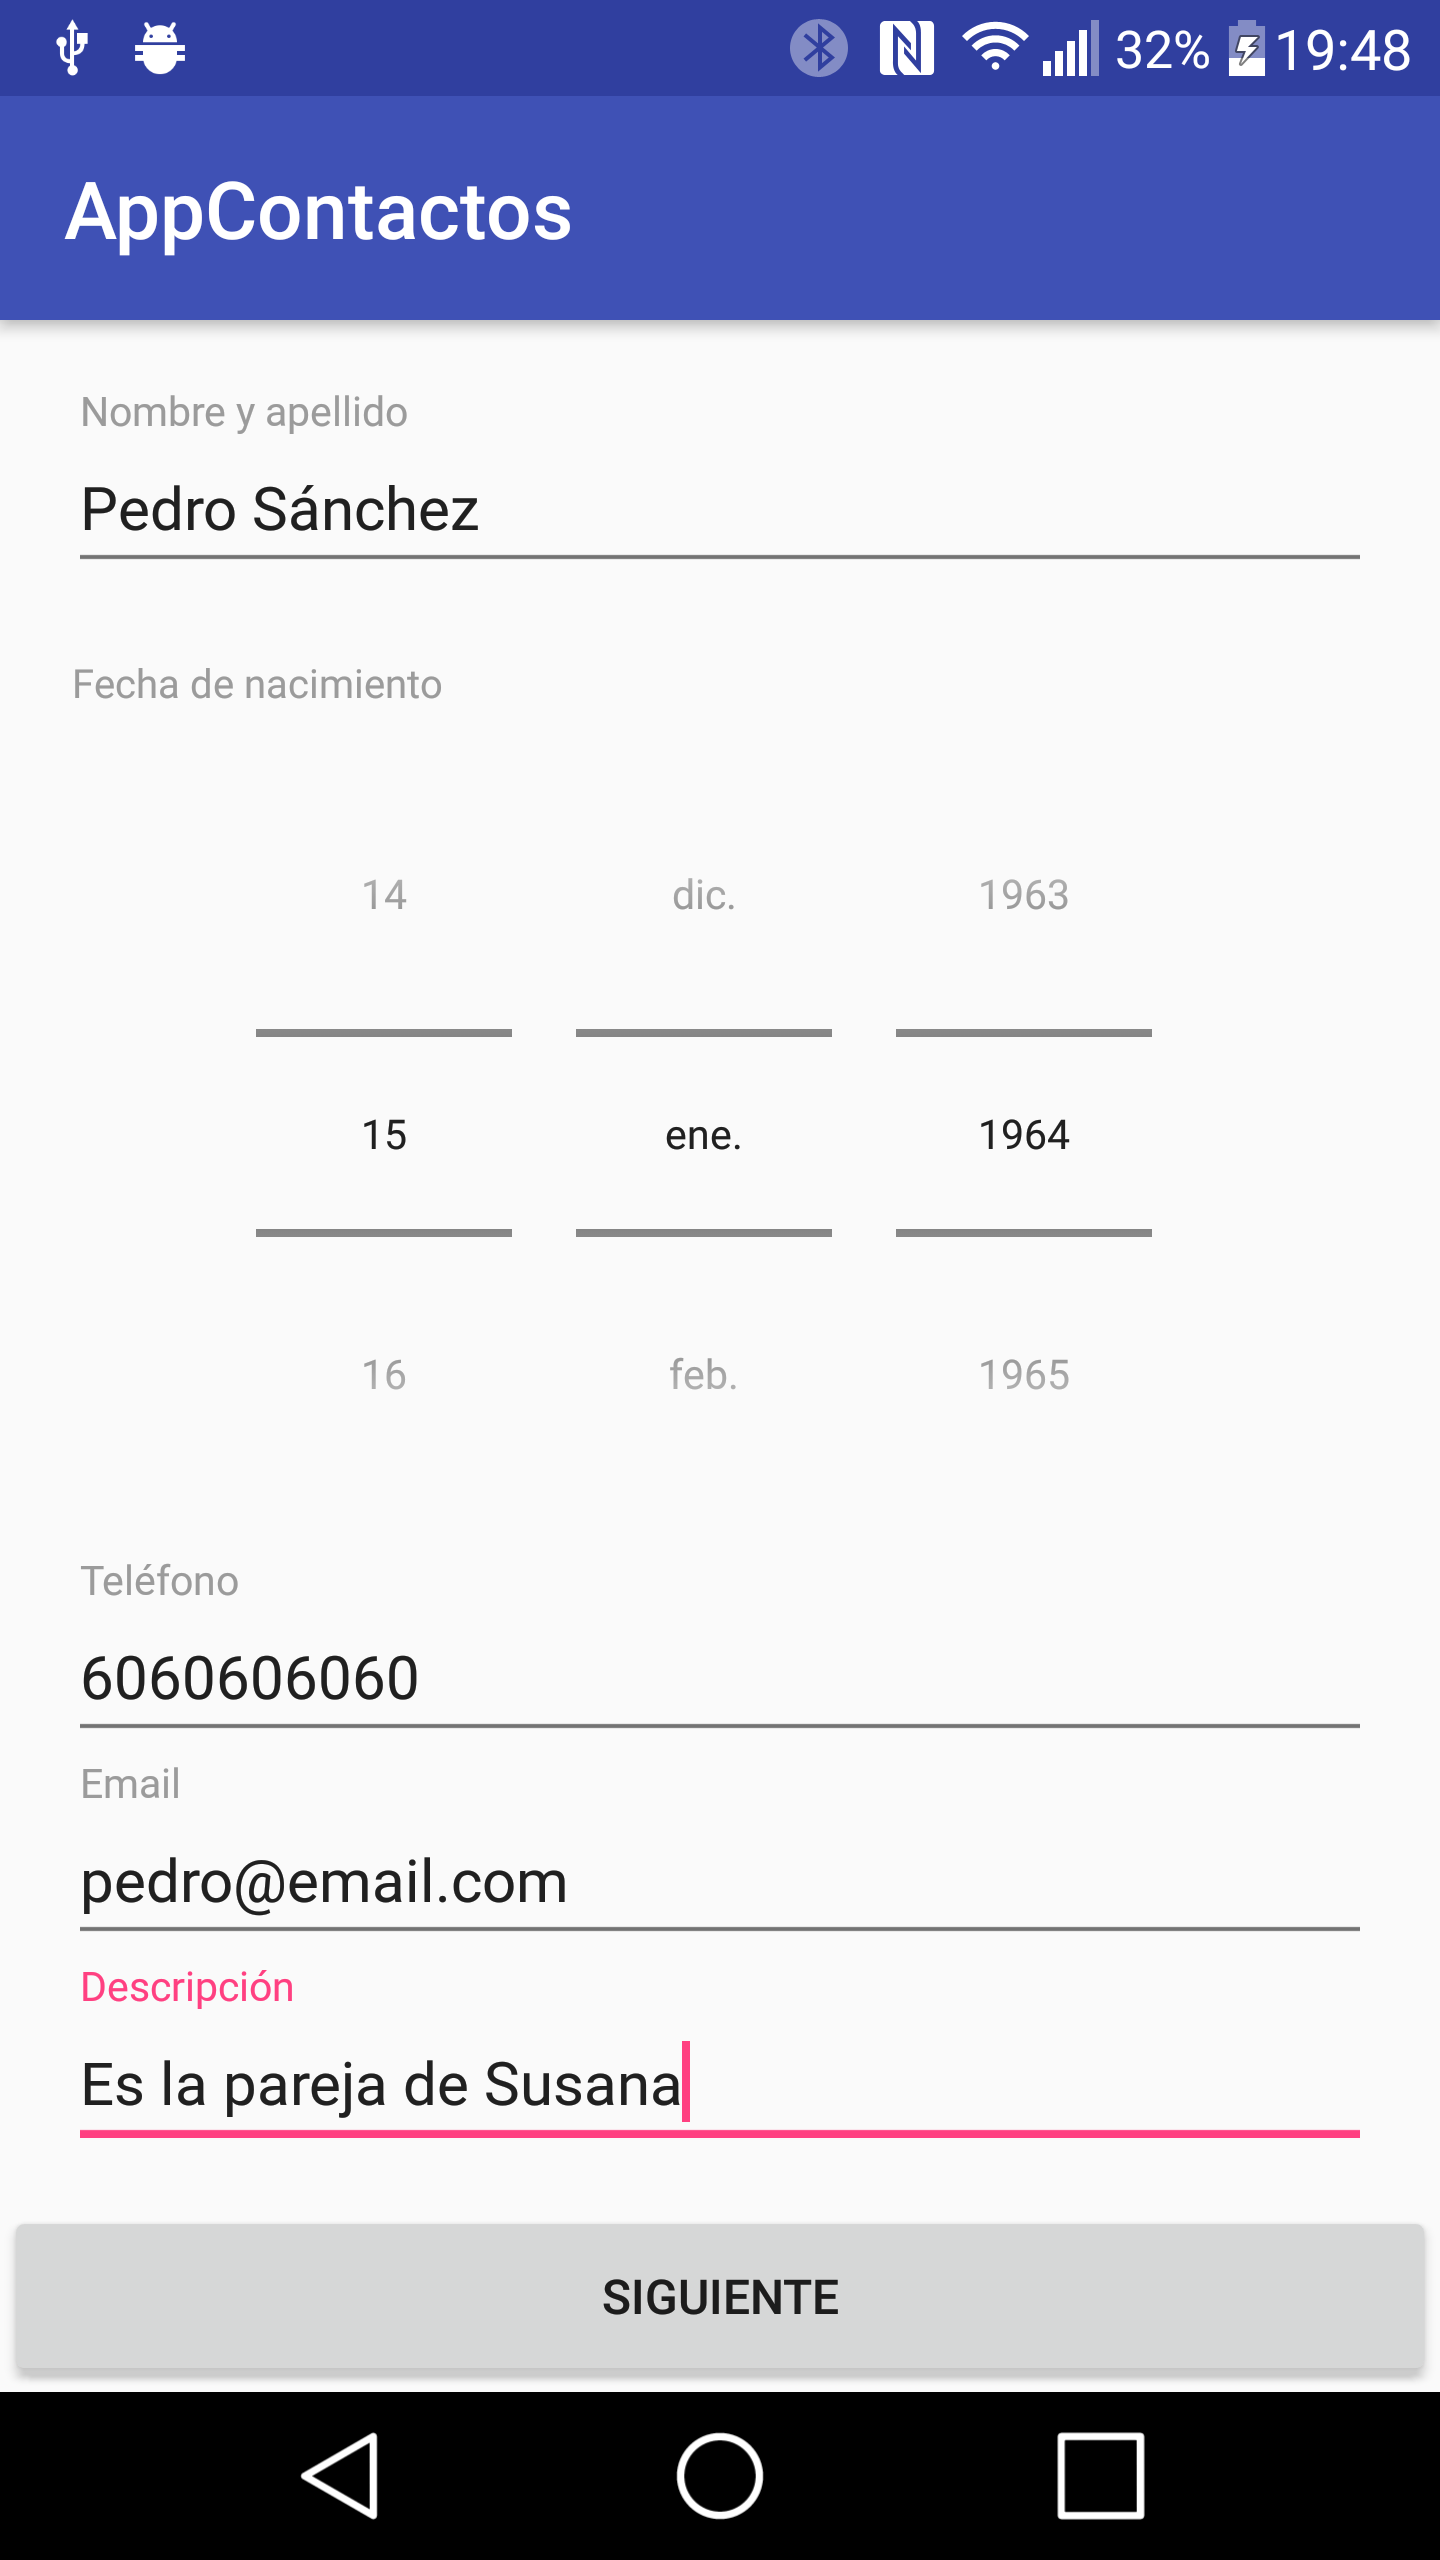 32% 19:48
AppContactos
Nombre y apellido
Pedro Sánchez
Fecha de nacimiento
14 dic. 1963
15 ene. 1964
16 feb. 1965
Teléfono
6060606060
Email
pedro@email.com
Descripción
Es la pareja de Susana
SIGUIENTE